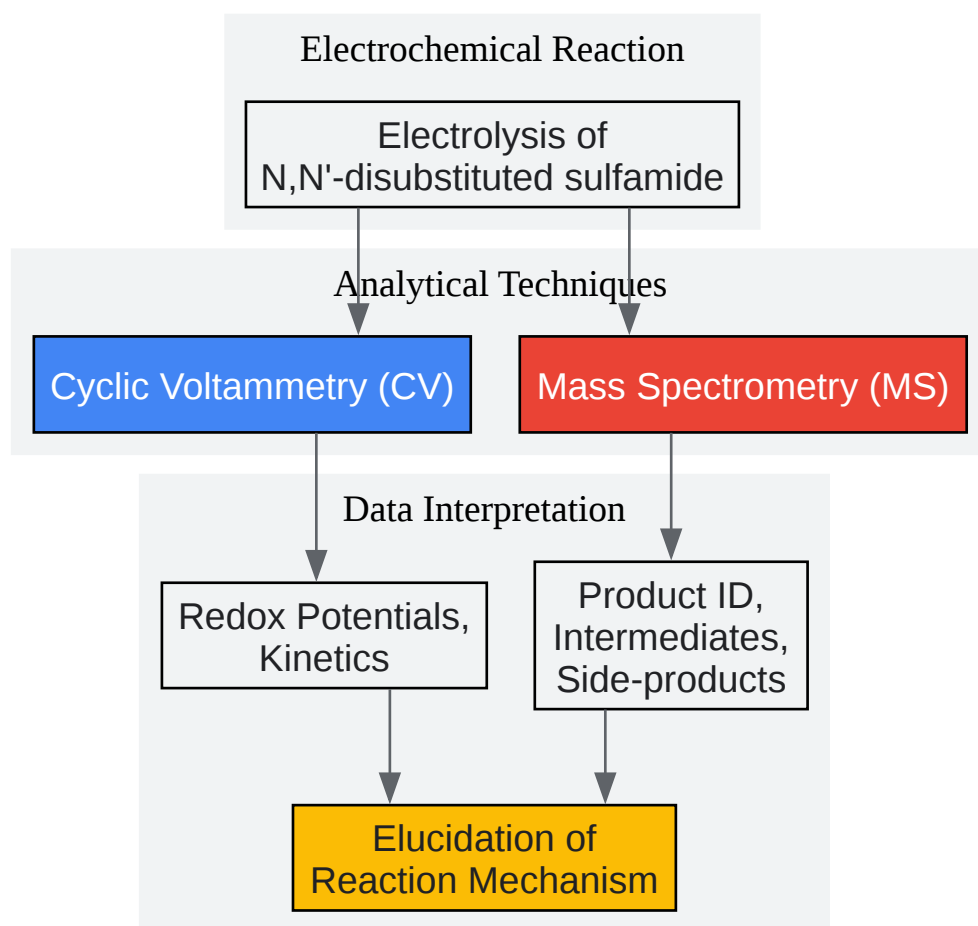 Electrochemical Reaction
Electrolysis of
N,N'-disubstituted sulfamide
Analytical Techniques
Cyclic Voltammetry (CV)
Mass Spectrometry (MS)
Data Interpretation
Redox Potentials,
Kinetics
Product ID,
Intermediates,
Side-products
Elucidation of
Reaction Mechanism